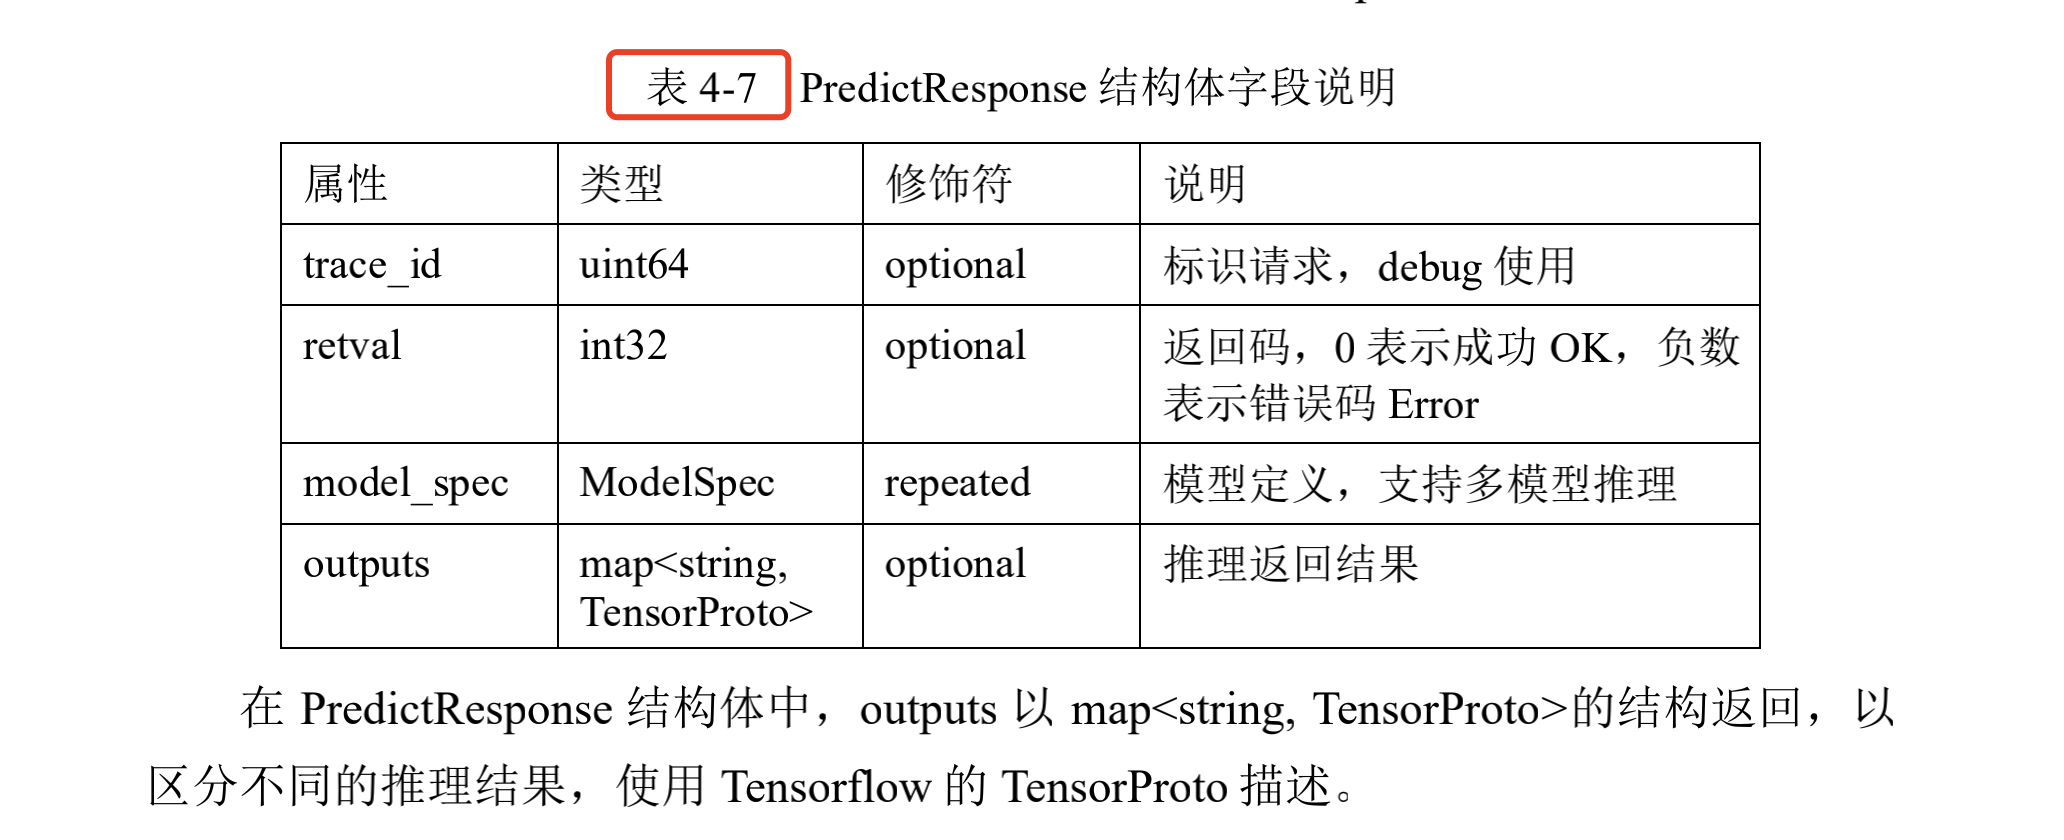 表 4-7 PredictResponse 结构体字段说明
属性 类型 修饰符 说明
trace_id uint64 optional 标识请求，debug 使用
retval int32 optional 返回码，0 表示成功 OK，负数
表示错误码 Error
model_spec ModelSpec repeated 模型定义，支持多模型推理
outputs map<string, optional 推理返回结果
TensorProto>
在 PredictResponse 结构体中，outputs 以 map<string, TensorProto>的结构返回，以
区分不同的推理结果，使用 Tensorflow 的 TensorProto 描述。